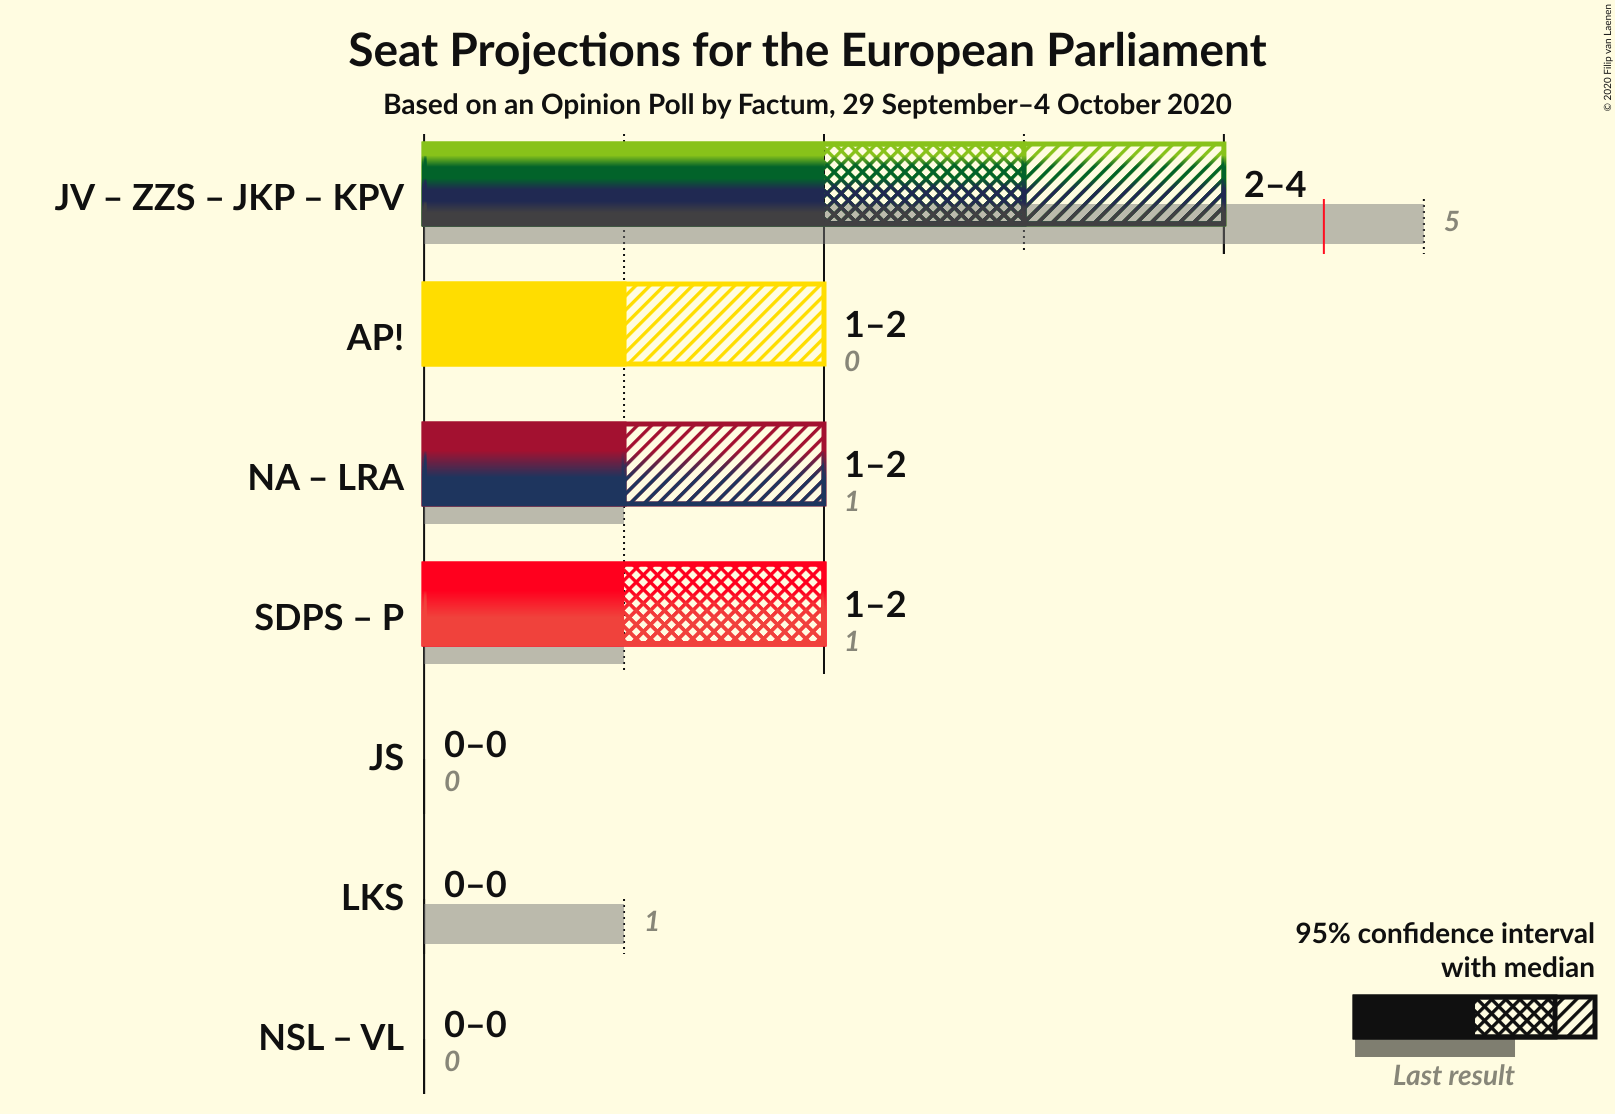 Seat Projections for the European Parliament
Based on an Opinion Poll by Factum, 29 September–4 October 2020
© 2020 Filip van Laenen
JV – ZZS – JKP – KPV
2–4
5
AP!
1–2
0
NA – LRA
1–2
1
SDPS – P
1–2
1
JS
0–0
0
LKS
0–0
1
NSL – VL
0–0
0
95% confidence interval
with median
Last result